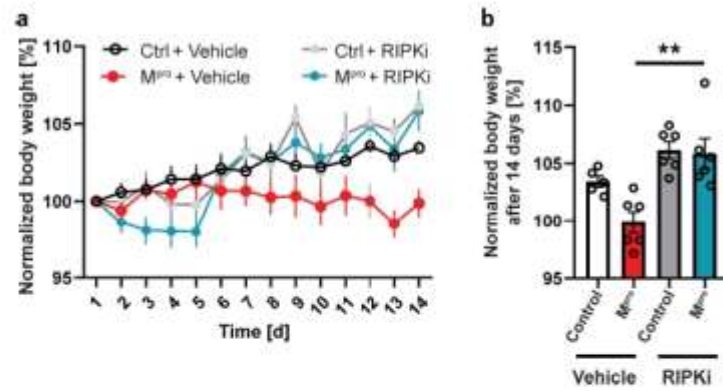 a
Normalized body weight [%]
110
105
100
95
Ctrl + Vehicle
Ctrl + RIPKi
Mᵖʳᵒ + Vehicle
Mᵖʳᵒ + RIPKi
1 2 3 4 5 6 7 8 9 10 11 12 13 14
Time [d]
b
Normalized body weight
after 14 days [%]
115
110
105
100
95
**
Control
Mᵖʳᵒ
Control
Mᵖʳᵒ
Vehicle
RIPKi